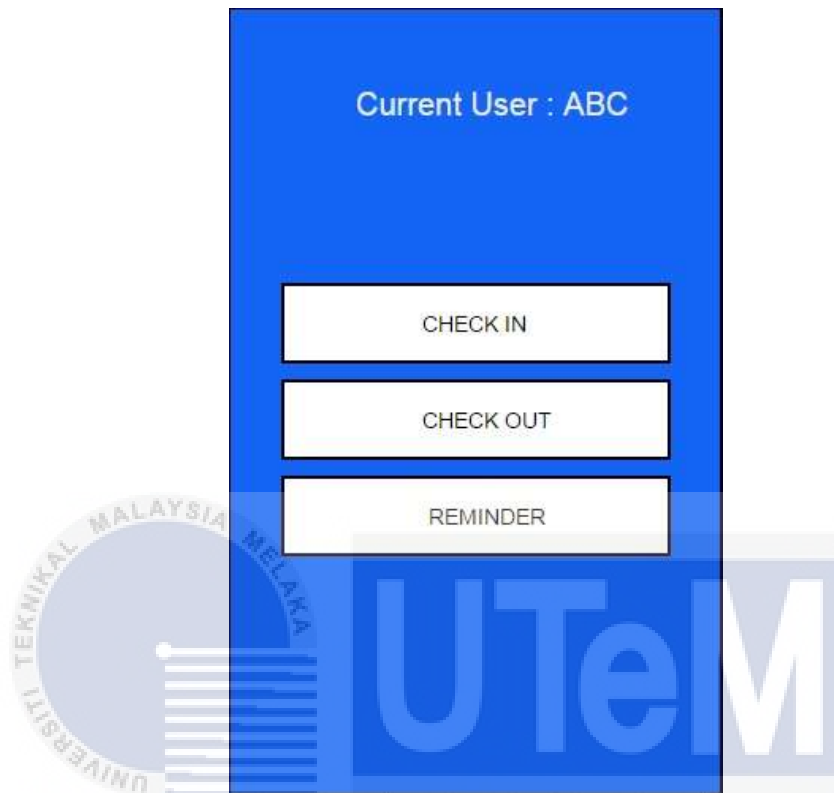 Current User : ABC
CHECK IN
CHECK OUT
REMINDER
UNIVERSITI TEKNIKAL MALAYSIA MELAKA
UTeM